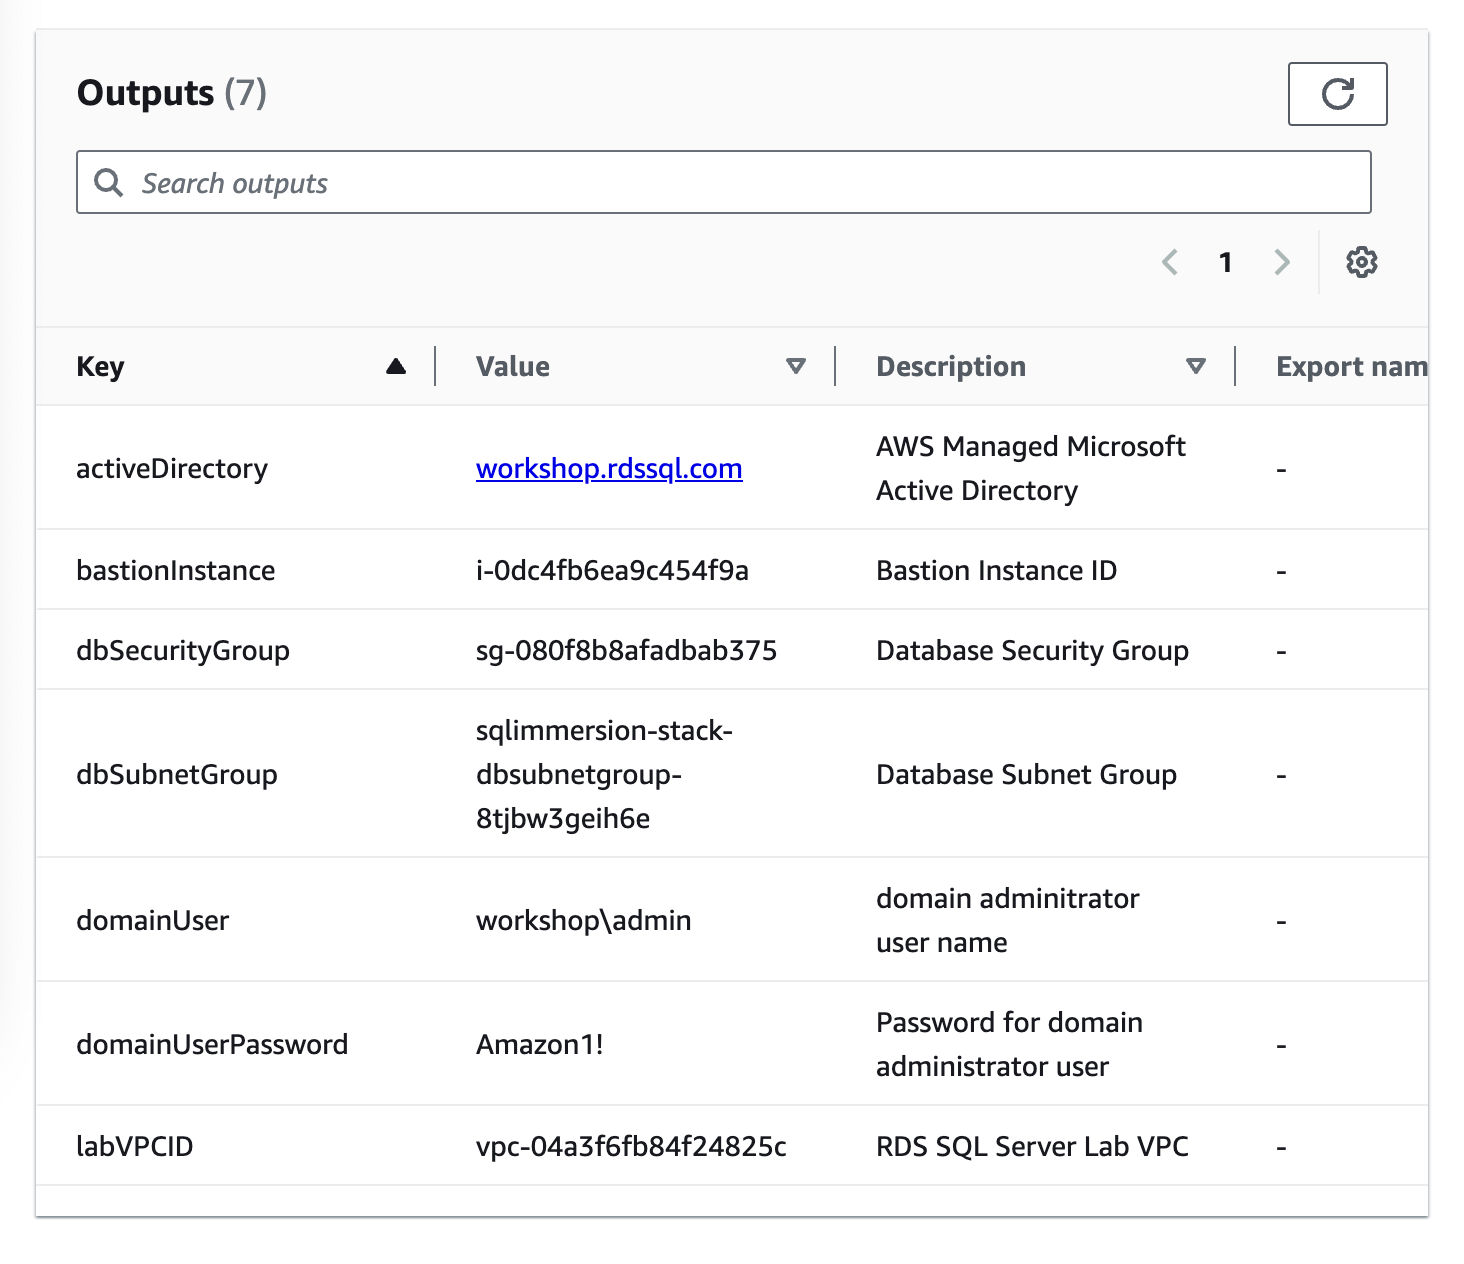 Outputs (7)
Search outputs
1
Key Value Description Export nam
activeDirectory workshop.rdssql.com AWS Managed Microsoft
Active Directory -
bastionInstance i-0dc4fb6ea9c454f9a Bastion Instance ID -
dbSecurityGroup sg-080f8b8afadbab375 Database Security Group -
dbSubnetGroup sqlimmersion-stack-
dbsubnetgroup-
8tjbw3geih6e Database Subnet Group -
domainUser workshop\admin domain adminitrator
user name -
domainUserPassword Amazon1! Password for domain
administrator user -
labVPCID vpc-04a3f6fb84f24825c RDS SQL Server Lab VPC -